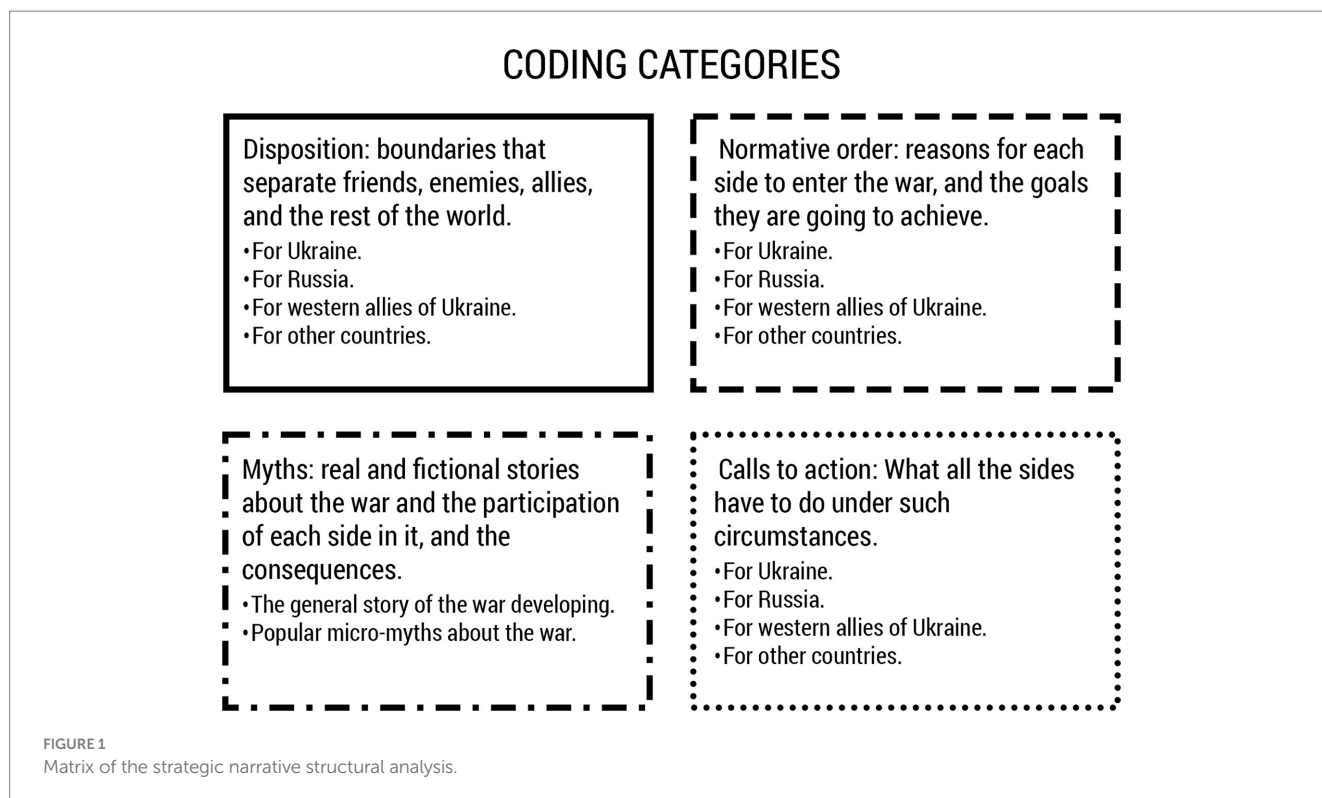 CODING CATEGORIES
Disposition: boundaries that
separate friends, enemies, allies,
and the rest of the world.
•For Ukraine.
•For Russia.
•For western allies of Ukraine.
•For other countries.
Normative order: reasons for each
side to enter the war, and the goals
they are going to achieve.
•For Ukraine.
•For Russia.
•For western allies of Ukraine.
•For other countries.
Myths: real and fictional stories
about the war and the participation
of each side in it, and the
consequences.
•The general story of the war developing.
•Popular micro-myths about the war.
Calls to action: What all the sides
have to do under such
circumstances.
•For Ukraine.
•For Russia.
•For western allies of Ukraine.
•For other countries.
FIGURE 1
Matrix of the strategic narrative structural analysis.